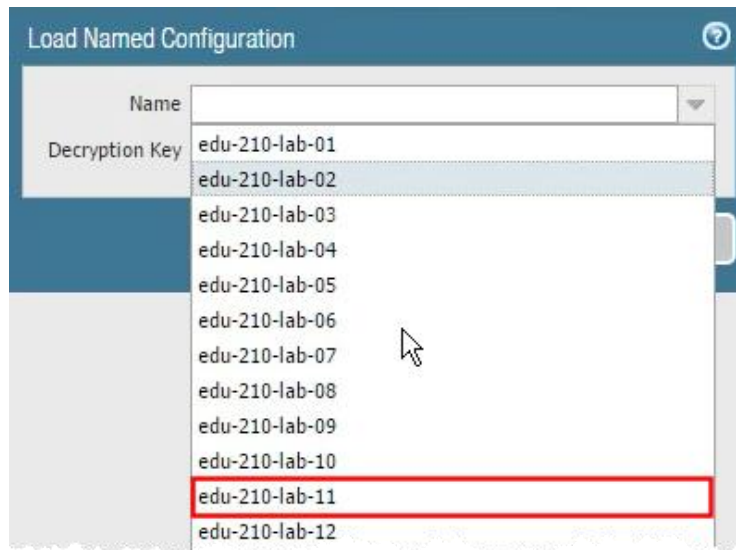 Load Named Configuration
Name
Decryption Key
edu-210-lab-01
edu-210-lab-02
edu-210-lab-03
edu-210-lab-04
edu-210-lab-05
edu-210-lab-06
edu-210-lab-07
edu-210-lab-08
edu-210-lab-09
edu-210-lab-10
edu-210-lab-11
edu-210-lab-12